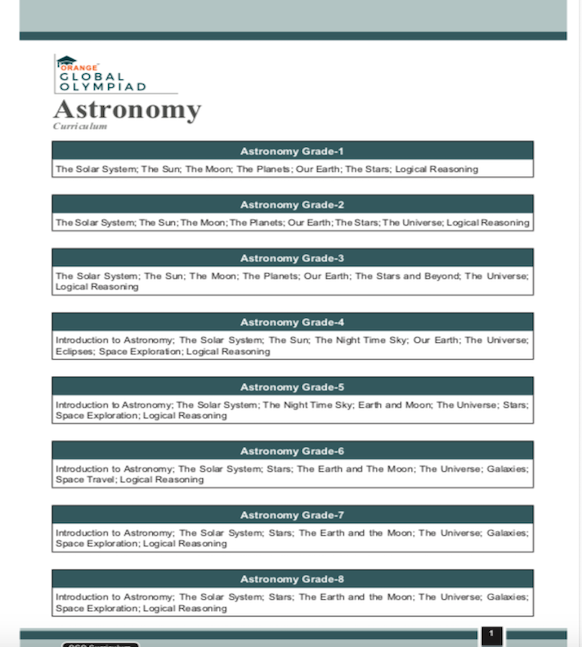 ORANGE
GLOBAL
OLYMPIAD
Astronomy
Curriculum
Astronomy Grade-1
The Solar System; The Sun; The Moon; The Planets; Our Earth; The Stars; Logical Reasoning
Astronomy Grade-2
The Solar System; The Sun; The Moon; The Planets; Our Earth; The Stars; The Universe; Logical Reasoning
Astronomy Grade-3
The Solar System; The Sun; The Moon; The Planets; Our Earth; The Stars and Beyond; The Universe;
Logical Reasoning
Astronomy Grade-4
Introduction to Astronomy; The Solar System; The Sun; The Night Time Sky; Our Earth; The Universe;
Eclipses; Space Exploration; Logical Reasoning
Astronomy Grade-5
Introduction to Astronomy; The Solar System; The Night Time Sky; Earth and Moon; The Universe; Stars;
Space Exploration; Logical Reasoning
Astronomy Grade-6
Introduction to Astronomy; The Solar System; Stars; The Earth and The Moon; The Universe; Galaxies;
Space Travel; Logical Reasoning
Astronomy Grade-7
Introduction to Astronomy; The Solar System; Stars; The Earth and the Moon; The Universe; Galaxies;
Space Exploration; Logical Reasoning
Astronomy Grade-8
Introduction to Astronomy; The Solar System; Stars; The Earth and the Moon; The Universe; Galaxies;
Space Exploration; Logical Reasoning
1